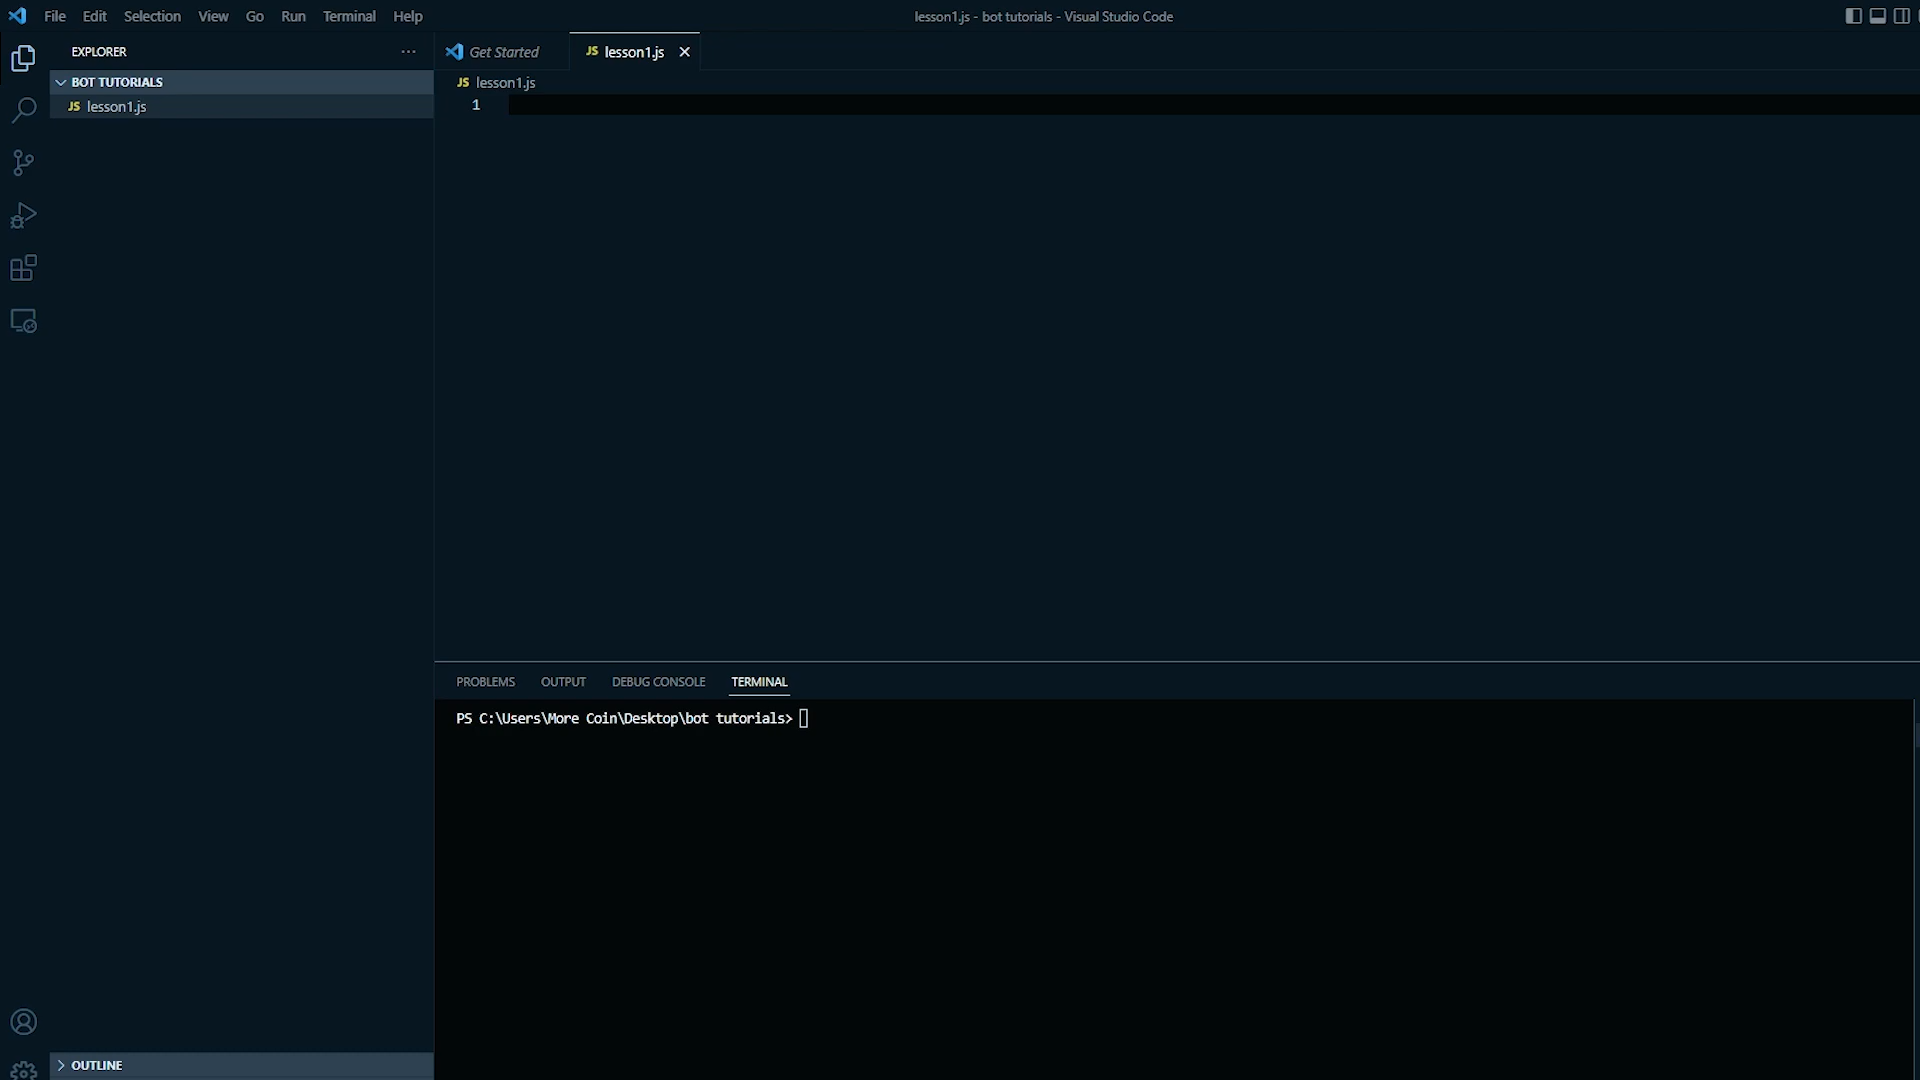 File Edit Selection View Go Run Terminal Help
lesson1.js - bot tutorials - Visual Studio Code
EXPLORER
BOT TUTORIALS
JS lesson1.js
OUTLINE
Get Started
JS lesson1.js
JS lesson1.js
1
PROBLEMS OUTPUT DEBUG CONSOLE TERMINAL
PS C:\Users\More Coin\Desktop\bot tutorials>